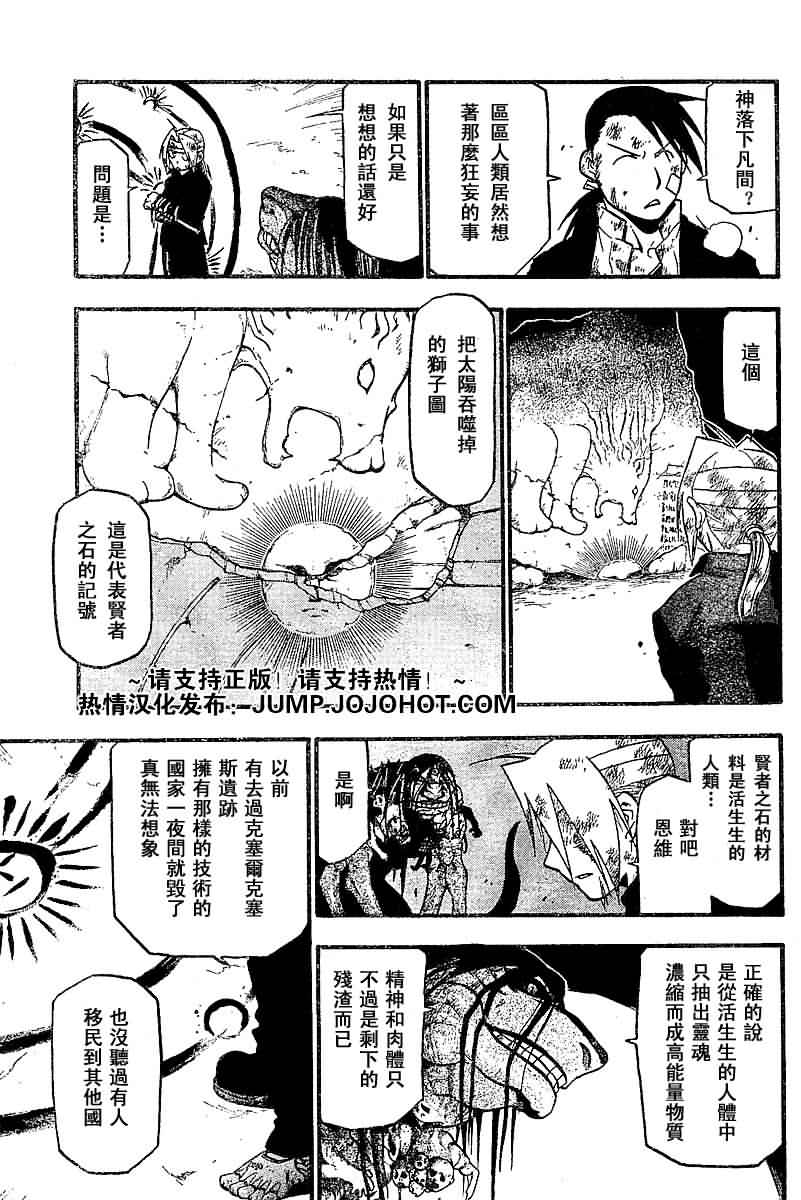 神落下凡間？
區區人類居然想
著那麼狂妄的事
如果只是
想想的話還好
問題是…
這個
把太陽吞噬掉
的獅子圖
這是代表賢者
之石的記號
～请支持正版！请支持热情！～
热情汉化发布：JUMP.JOJOHOT.COM
賢者之石的材
料是活生生的
人類…
對吧
恩維
是啊
正確的說
是從活生生的人體中
只抽出靈魂
濃縮而成高能量物質
精神和肉體只
不過是剩下的
殘渣而已
以前
有去過克塞爾克塞
斯遺跡
擁有那樣的技術的
國家一夜間就毀了
真無法想象
也沒聽過有人
移民到其他國